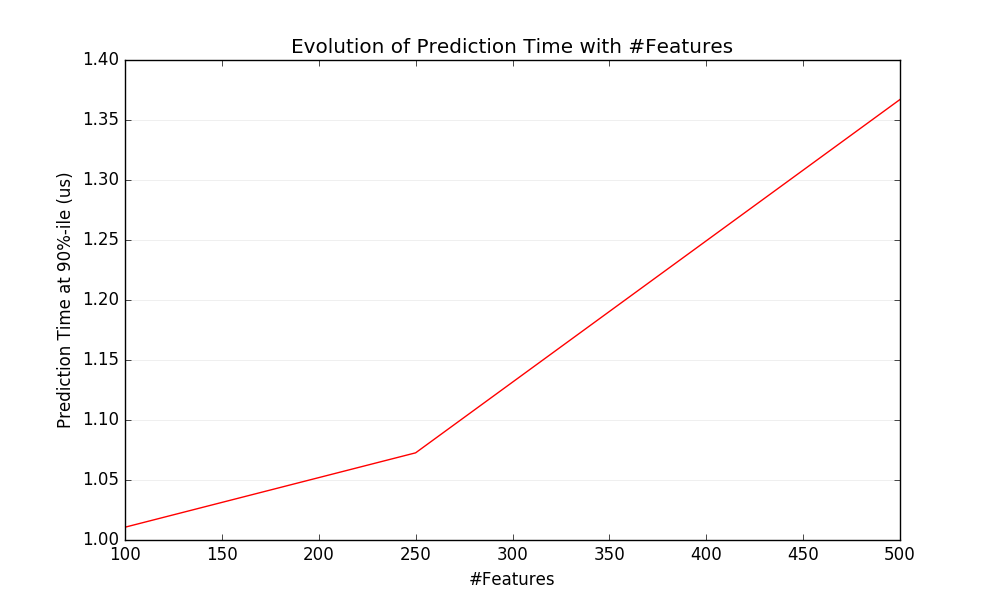 Evolution of Prediction Time with #Features
Prediction Time at 90%-ile (us)
1.40
1.35
1.30
1.25
1.20
1.15
1.10
1.05
1.00
100 150 200 250 300 350 400 450 500
#Features